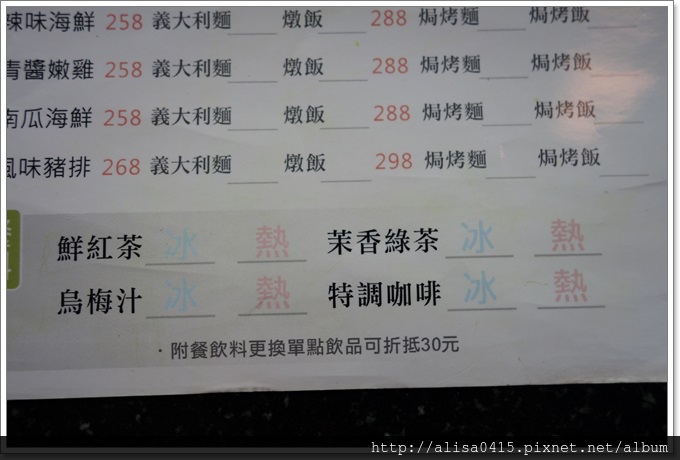 辣味海鮮 258 義大利麵 燉飯 288 焗烤麵 焗烤飯
青醬嫩雞 258 義大利麵 燉飯 288 焗烤麵 焗烤飯
南瓜海鮮 258 義大利麵 燉飯 288 焗烤麵 焗烤飯
風味豬排 268 義大利麵 燉飯 298 焗烤麵 焗烤飯
鮮紅茶 冰 熱 茉香綠茶 冰 熱
烏梅汁 冰 熱 特調咖啡 冰 熱
·附餐飲料更換單點飲品可折抵30元
http://alisa0415.pixnet.net/album